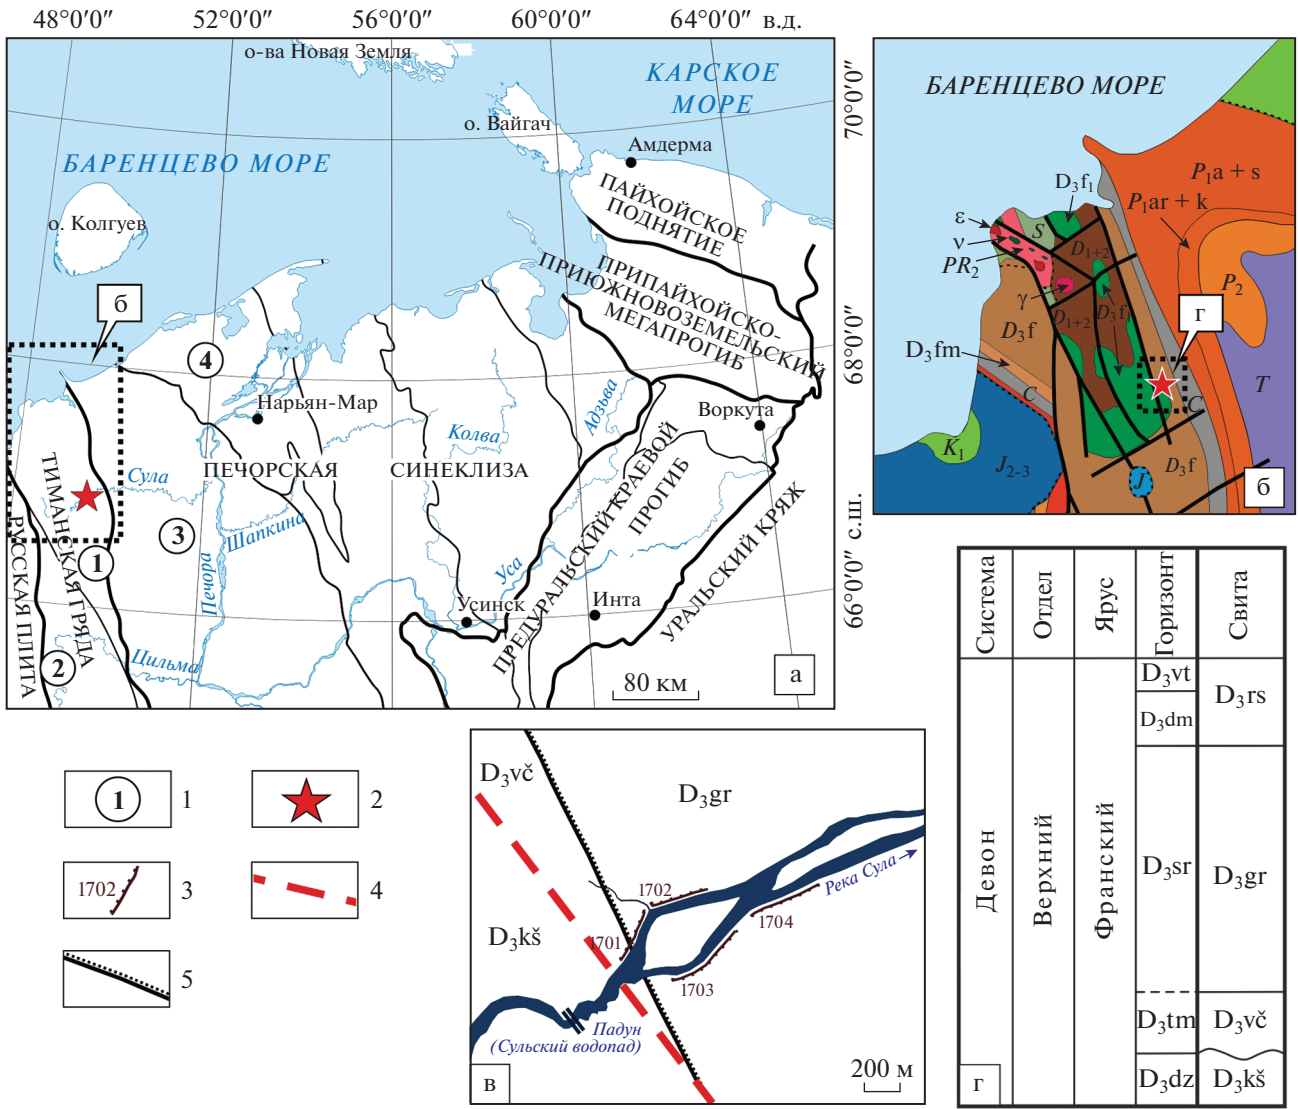 48°0′0″ 52°0′0″ 56°0′0″ 60°0′0″ 64°0′0″ в.д.
о-ва Новая Земля
КАРСКОЕ
МОРЕ
о. Вайгач
Амдерма
БАРЕНЦЕВО МОРЕ
о. Колгуев
ПАЙХОЙСКОЕ
ПОДНЯТИЕ
ПРИПАЙХОЙСКО-
ПРИЮЖНОВОЗЕМЕЛЬСКИЙ
МЕГАПРОГИБ
б
4
Нарьян-Мар
Адзьва
Воркута
Колва
ПЕЧОРСКАЯ СИНЕКЛИЗА
Сула
ТИМАНСКАЯ ГРЯДА
РУССКАЯ ПЛИТА
3
Шапкина
1
Печора
Уса
ПРЕДУРАЛЬСКИЙ КРАЕВОЙ
ПРОГИБ
УРАЛЬСКИЙ КРЯЖ
Усинск
Инта
2
Цильма
80 км
а
70°0′0″
68°0′0″
66°0′0″ с.ш.
БАРЕНЦЕВО МОРЕ
D₃f₁
P₁a + s
P₁ar + k
ε
ν
PR₂
S
D₁₊₂
P₂
γ
D₁₊₂
D₃f₁
г
D₃f
D₃fm
C
C
T
K₁
J₂₋₃
J
D₃f
б
1 1
2
1702 3
4
5
D₃vč
D₃gr
1702
Река Сула
1704
D₃kš
1701
1703
Падун
(Сульский водопад)
200 м
в
Система
Отдел
Ярус
Горизонт
Свита
D₃vt
D₃rs
D₃dm
Девон
Верхний
Франский
D₃sr
D₃gr
D₃tm
D₃vč
D₃dz
D₃kš
г